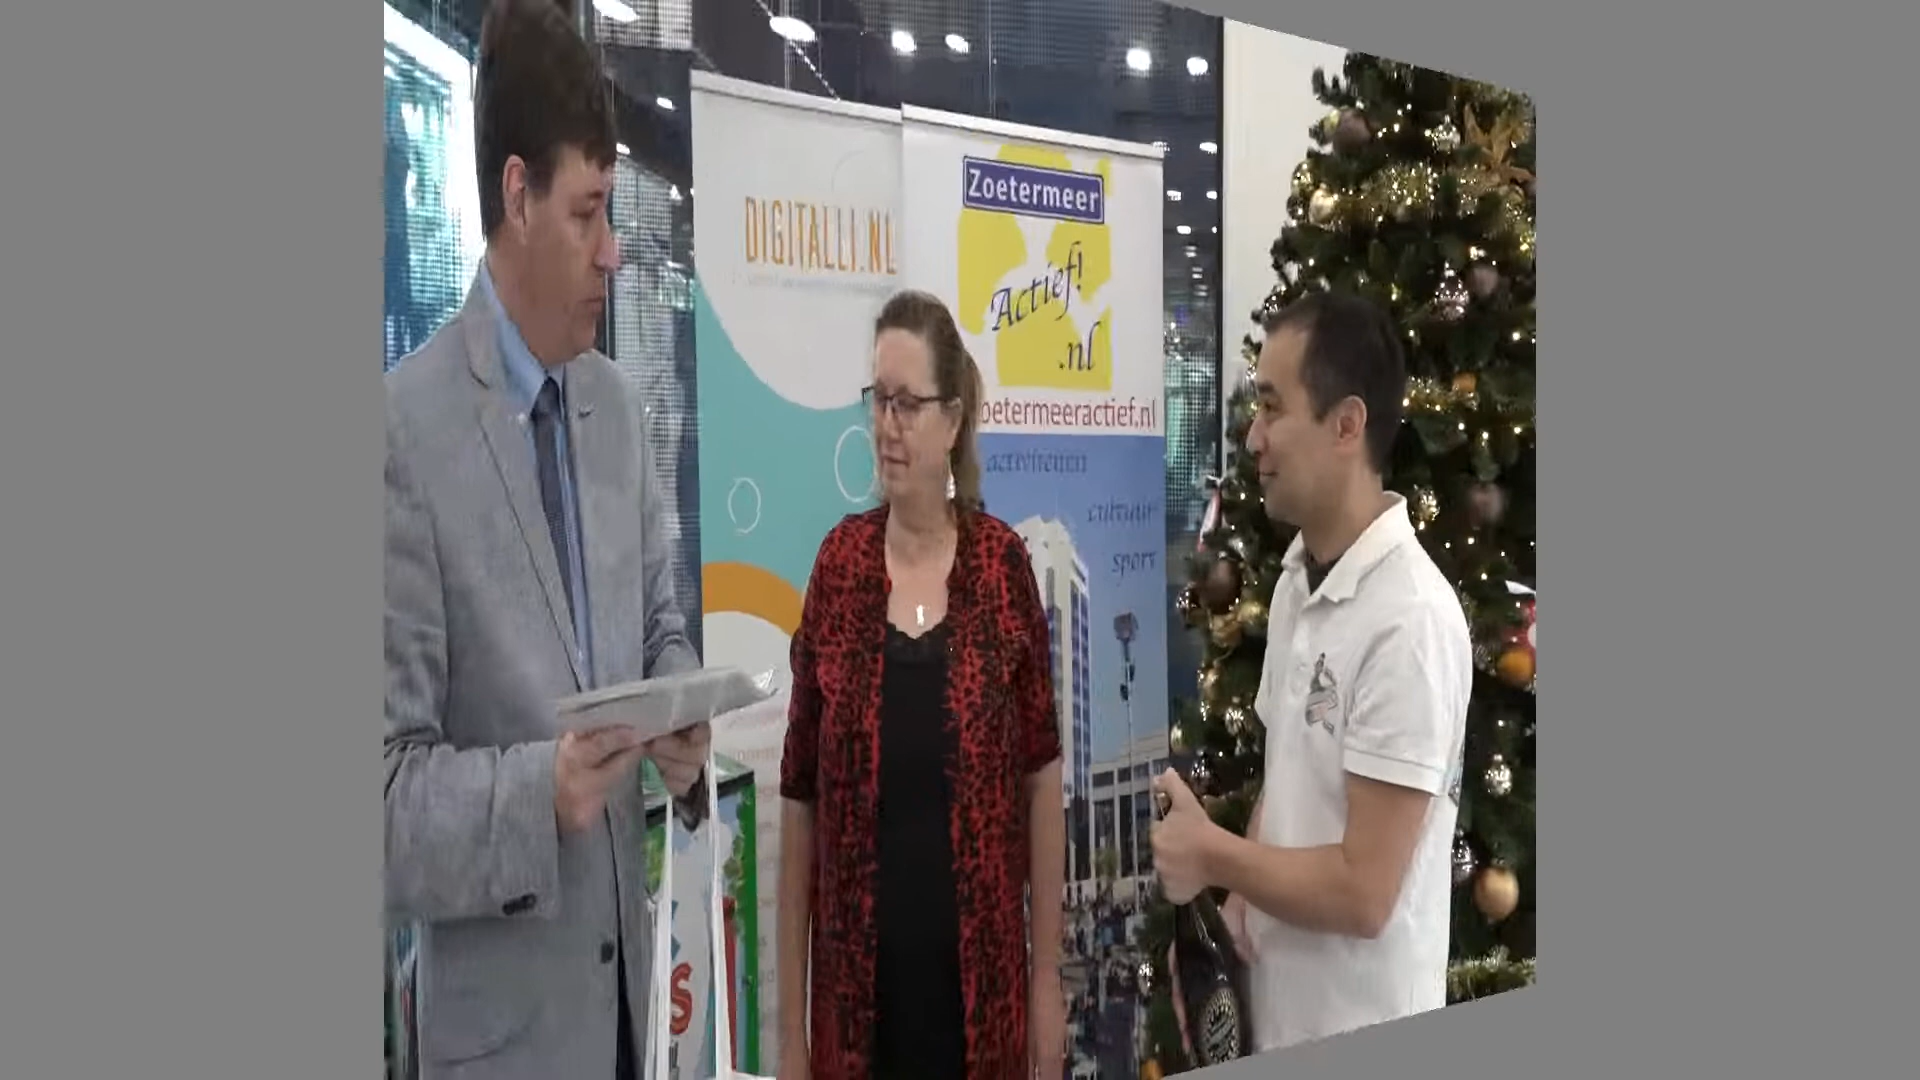 DIGITALLI.NL
Zoetermeer
Actief!
.nl
oetermeeractief.nl
activiteiten
cultuur
sport
S